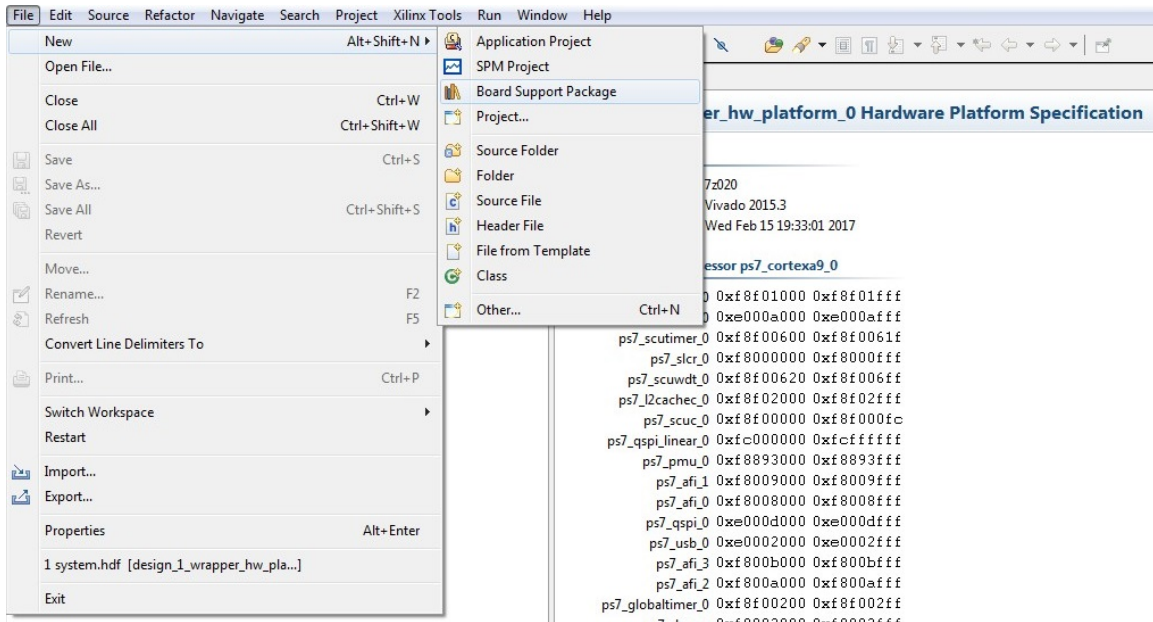 File Edit Source Refactor Navigate Search Project Xilinx Tools Run Window Help
New Alt+Shift+N
Open File...
Close Ctrl+W
Close All Ctrl+Shift+W
Save Ctrl+S
Save As...
Save All Ctrl+Shift+S
Revert
Move...
Rename... F2
Refresh F5
Convert Line Delimiters To
Print... Ctrl+P
Switch Workspace
Restart
Import...
Export...
Properties Alt+Enter
1 system.hdf [design_1_wrapper_hw_pla...]
Exit
Application Project
SPM Project
Board Support Package
Project...
Source Folder
Folder
Source File
Header File
File from Template
Class
Other... Ctrl+N
er_hw_platform_0 Hardware Platform Specification
7z020
Vivado 2015.3
Wed Feb 15 19:33:01 2017
essor ps7_cortexa9_0
0xf8f01000 0xf8f01fff
0xe000a000 0xe000afff
ps7_scutimer_0 0xf8f00600 0xf8f0061f
ps7_slcr_0 0xf8000000 0xf8000fff
ps7_scuwdt_0 0xf8f00620 0xf8f006ff
ps7_l2cachec_0 0xf8f02000 0xf8f02fff
ps7_scuc_0 0xf8f00000 0xf8f000fc
ps7_qspi_linear_0 0xfc000000 0xfcffffff
ps7_pmu_0 0xf8893000 0xf8893fff
ps7_afi_1 0xf8009000 0xf8009fff
ps7_afi_0 0xf8008000 0xf8008fff
ps7_qspi_0 0xe000d000 0xe000dfff
ps7_usb_0 0xe0002000 0xe0002fff
ps7_afi_3 0xf800b000 0xf800bfff
ps7_afi_2 0xf800a000 0xf800afff
ps7_globaltimer_0 0xf8f00200 0xf8f002ff